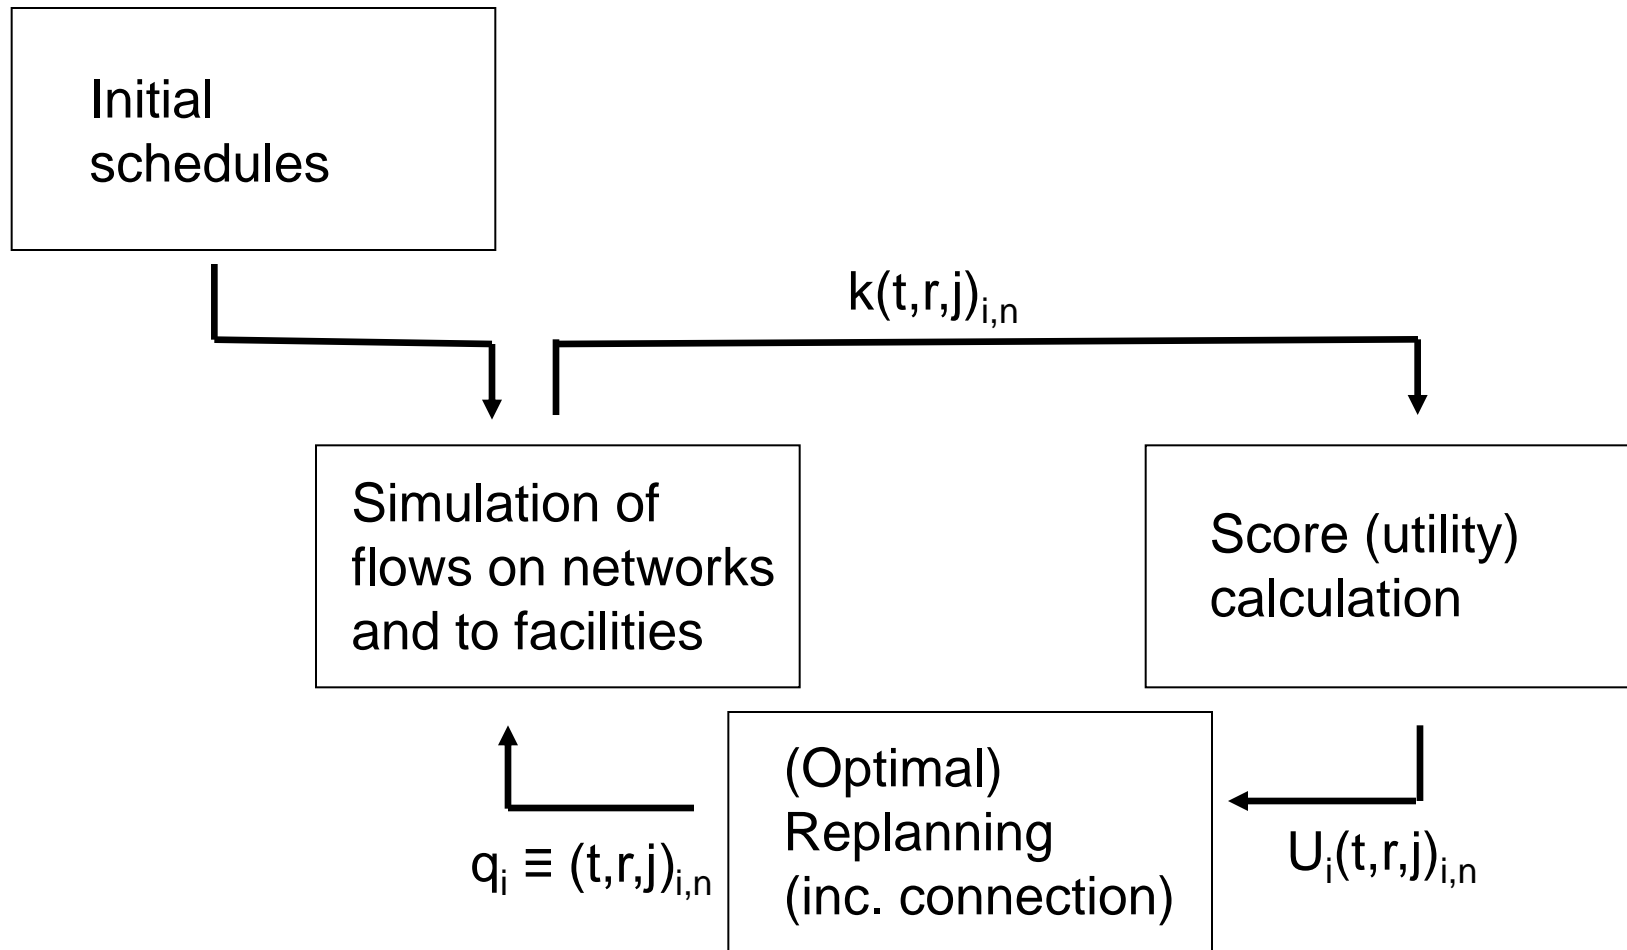 Initial
schedules
k(t,r,j)i,n
Simulation of
flows on networks
and to facilities
Score (utility)
calculation
(Optimal)
Replanning
(inc. connection)
qi ≡ (t,r,j)i,n
Ui(t,r,j)i,n